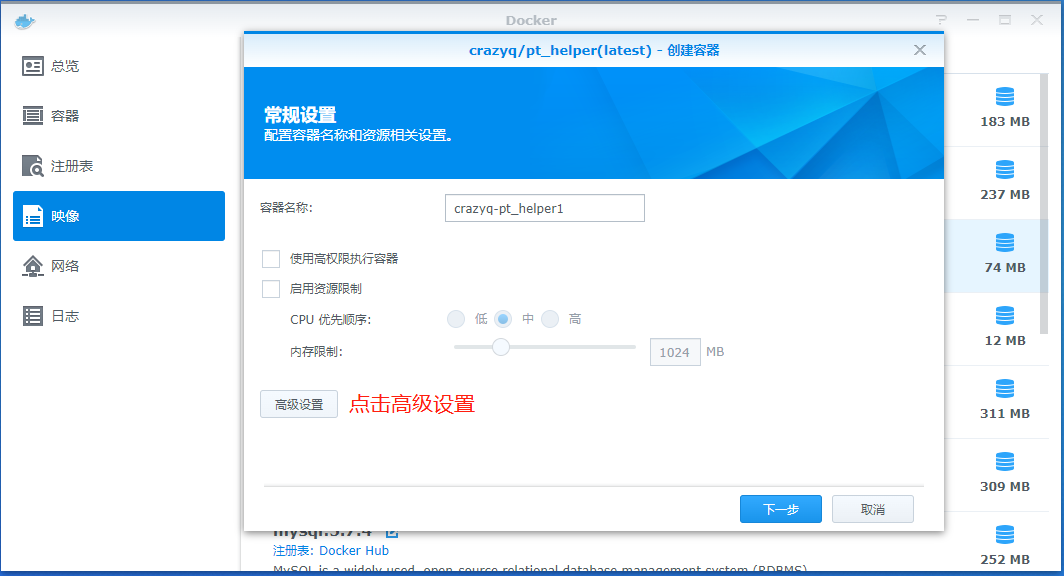 Docker
总览
容器
注册表
映像
网络
日志
crazyq/pt_helper(latest) - 创建容器
常规设置
配置容器名称和资源相关设置。
容器名称:
crazyq-pt_helper1
使用高权限执行容器
启用资源限制
CPU 优先顺序:
低
中
高
内存限制:
1024
MB
高级设置
点击高级设置
下一步
取消
183 MB
237 MB
74 MB
12 MB
311 MB
309 MB
252 MB
mysql:5.7.4
注册表: Docker Hub
MySQL is a widely used, open-source relational database management system (RDBMS)